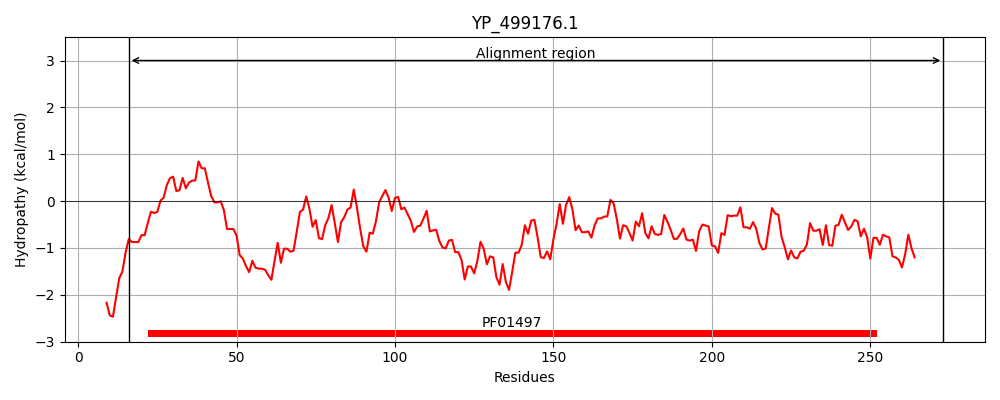 YP_499176.1
Alignment region
3
2
1
0
−1
−2
−3
Hydropathy (kcal/mol)
PF01497
0 50 100 150 200 250
Residues